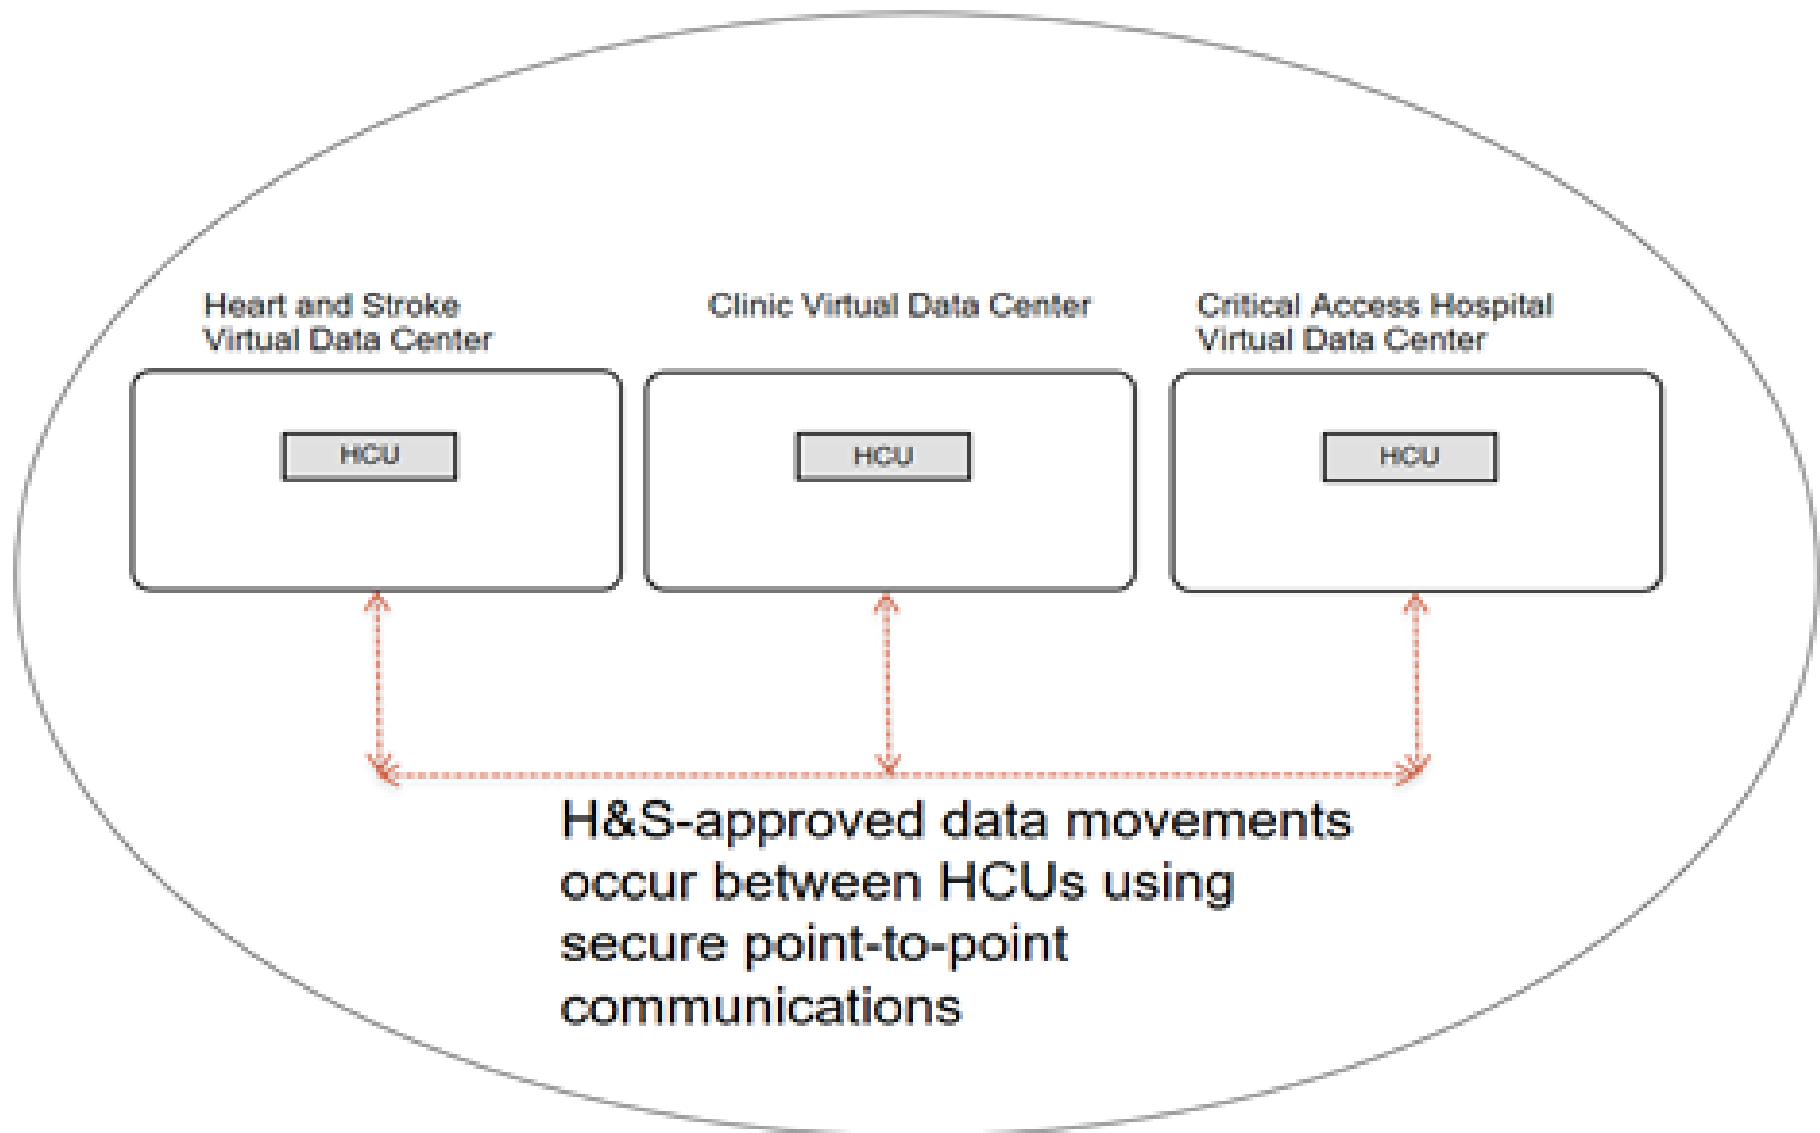 Heart and Stroke
Virtual Data Center
Clinic Virtual Data Center
Critical Access Hospital
Virtual Data Center
HCU
HCU
HCU
H&S-approved data movements
occur between HCUs using
secure point-to-point
communications